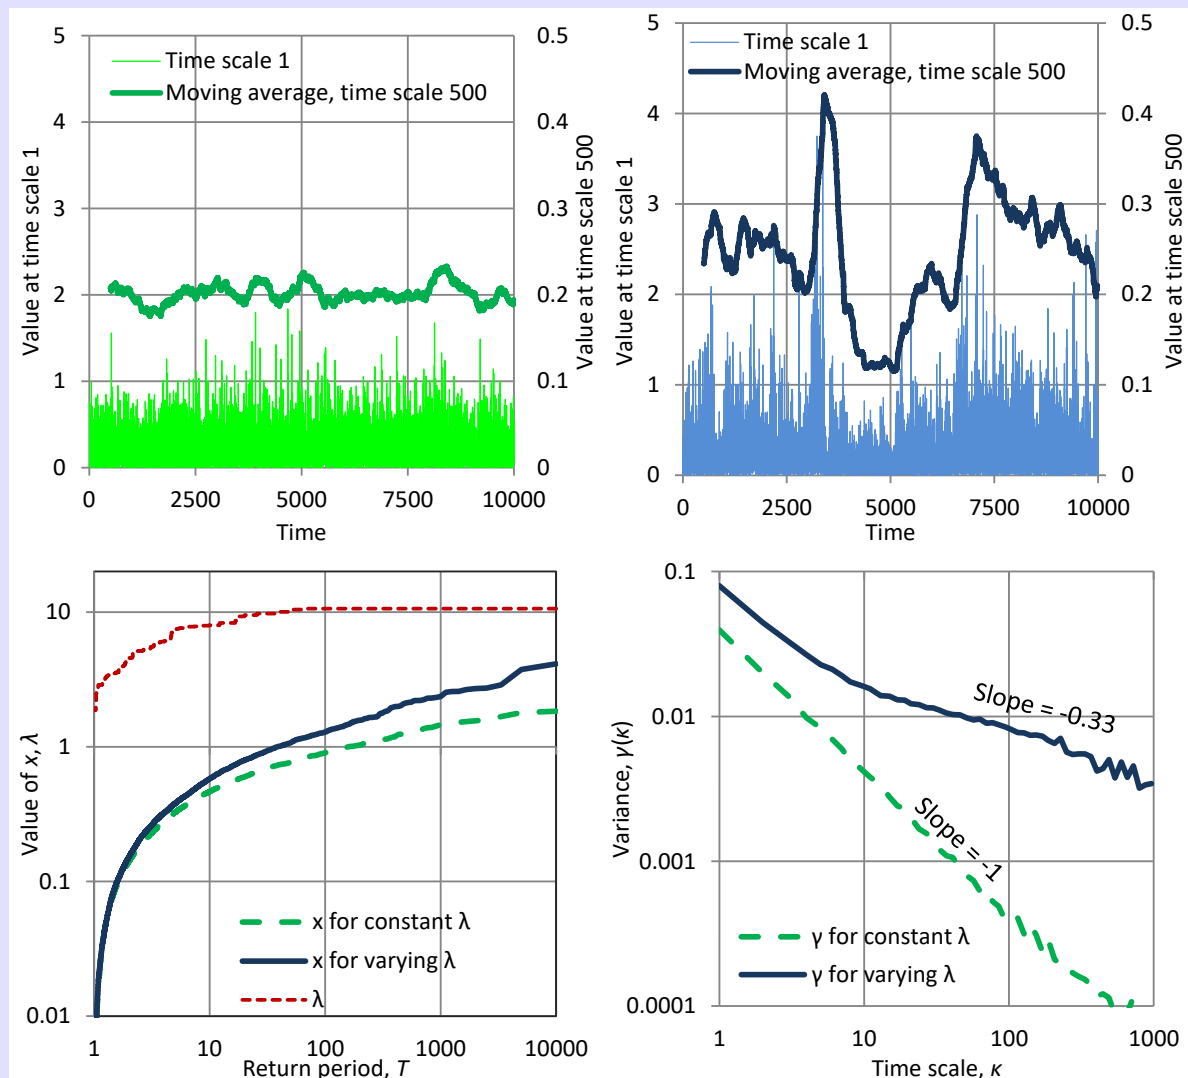 5
4
3
2
1
0
0.5
0.4
0.3
0.2
0.1
0
Value at time scale 1
Value at time scale 500
Time scale 1
Moving average, time scale 500
0 2500 5000 7500 10000
Time
5
4
3
2
1
0
0.5
0.4
0.3
0.2
0.1
0
Value at time scale 1
Value at time scale 500
Time scale 1
Moving average, time scale 500
0 2500 5000 7500 10000
Time
10
1
0.1
0.01
Value of x, λ
x for constant λ
x for varying λ
λ
1 10 100 1000 10000
Return period, T
0.1
0.01
0.001
0.0001
Variance, γ(κ)
Slope = -0.33
Slope = -1
γ for constant λ
γ for varying λ
1 10 100 1000
Time scale, κ